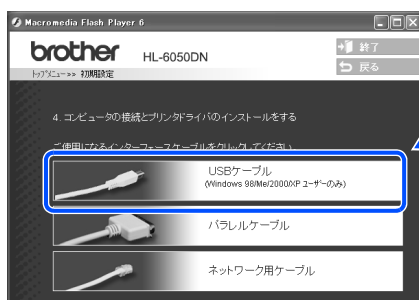 Macromedia Flash Player 6
brother HL-6050DN
終了
戻る
トップメニュー>> 初期設定
4. コンピュータの接続とプリンタドライバのインストールをする
ご使用になるインターフェースケーブルをクリックしてください。
USBケーブル
(Windows 98/Me/2000/XP ユーザーのみ)
パラレルケーブル
ネットワーク用ケーブル